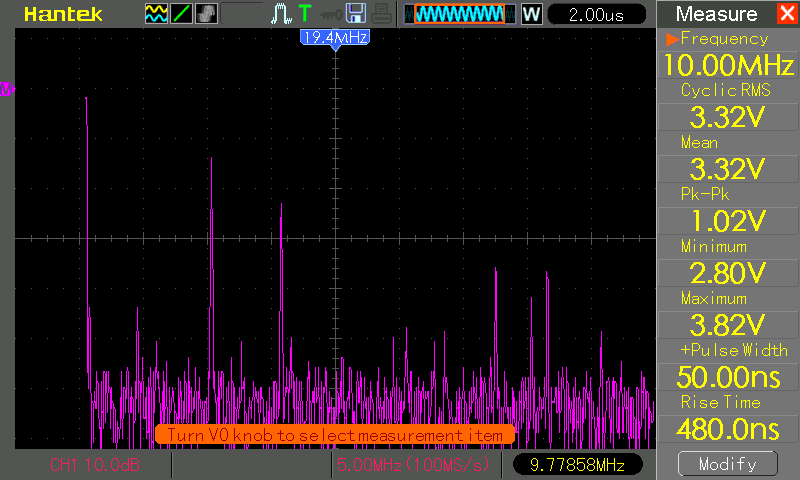 Hantek
T
W
2.00us
Measure
19.4MHz
M
Frequency
10.00MHz
Cyclic RMS
3.32V
Mean
3.32V
Pk-Pk
1.02V
Minimum
2.80V
Maximum
3.82V
+Pulse Width
50.00ns
Rise Time
480.0ns
Modify
Turn V0 knob to select measurement item
CH1 10.0dB
5.00MHz(100MS/s)
9.77858MHz